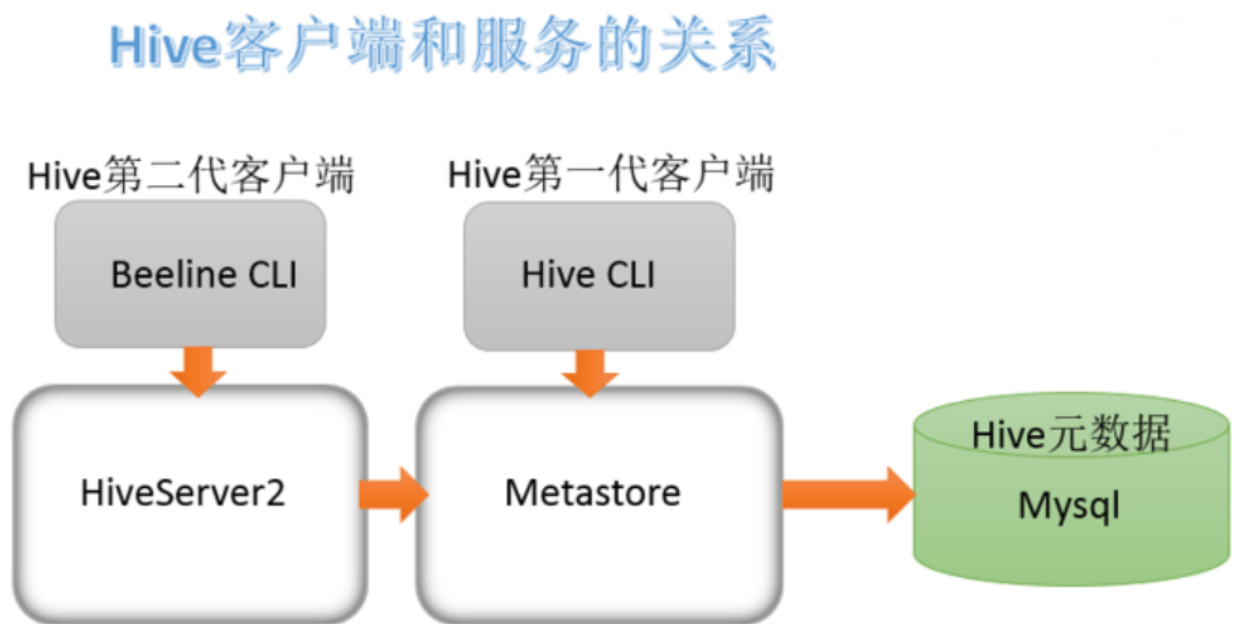 Hive客户端和服务的关系
Hive第二代客户端
Hive第一代客户端
Beeline CLI
Hive CLI
HiveServer2
Metastore
Hive元数据
Mysql